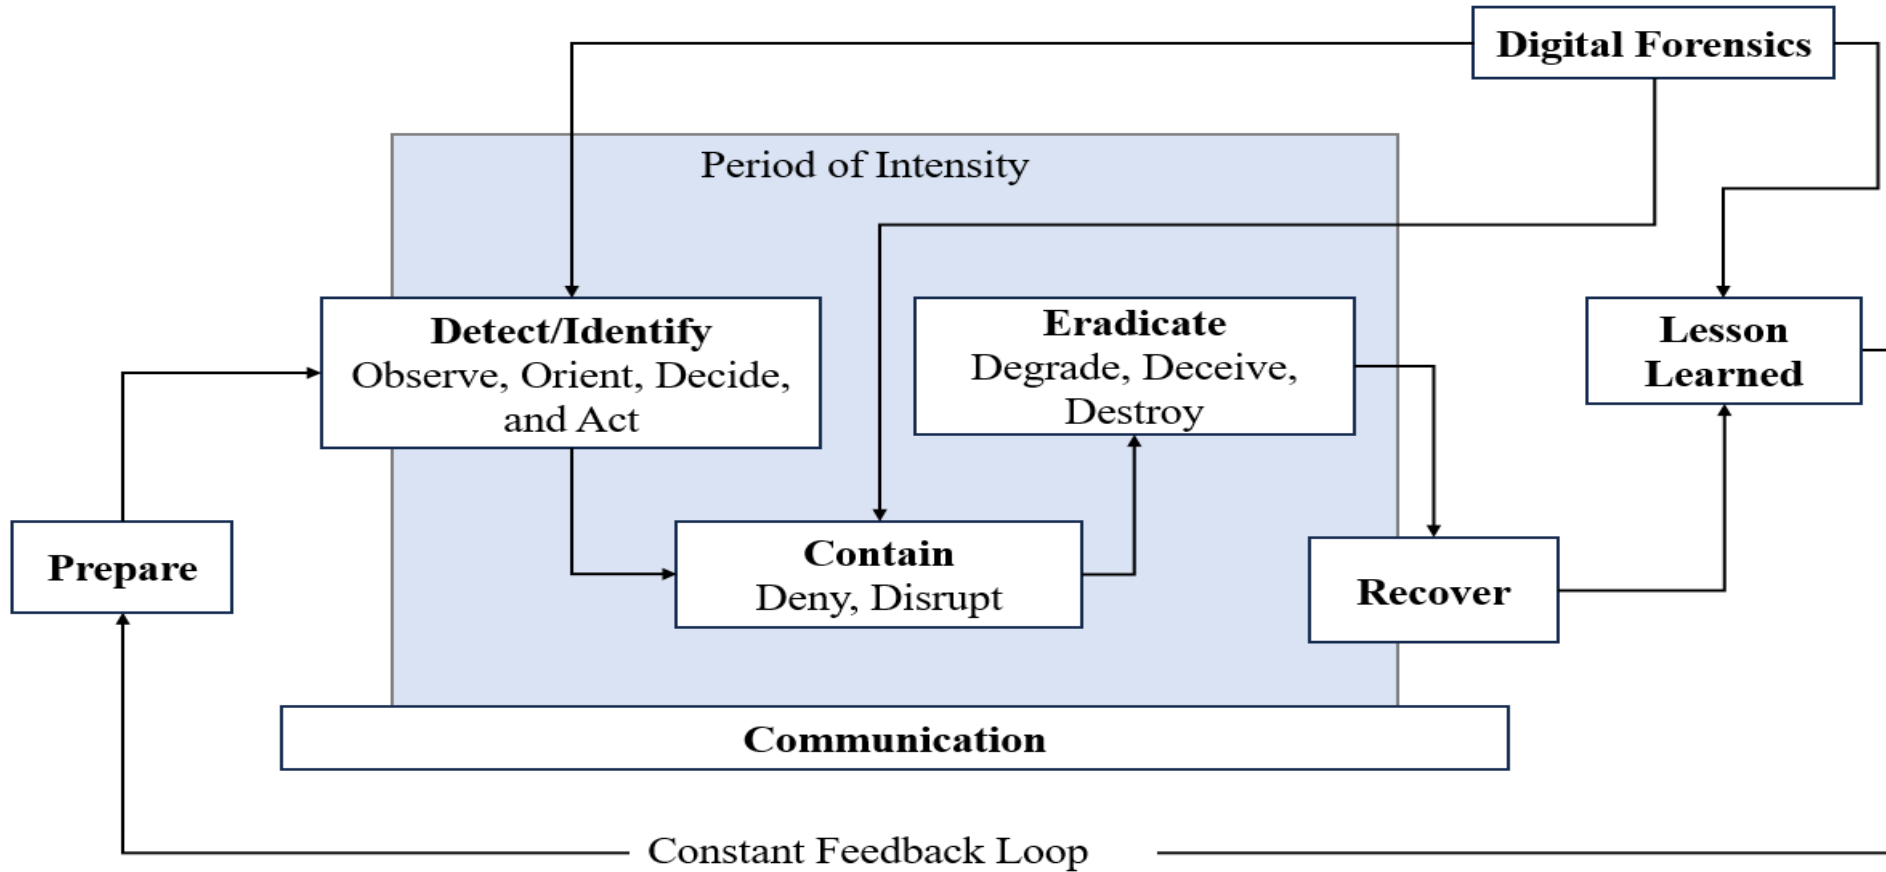 Digital Forensics
Period of Intensity
Detect/Identify
Observe, Orient, Decide,
and Act
Eradicate
Degrade, Deceive,
Destroy
Lesson
Learned
Prepare
Contain
Deny, Disrupt
Recover
Communication
Constant Feedback Loop